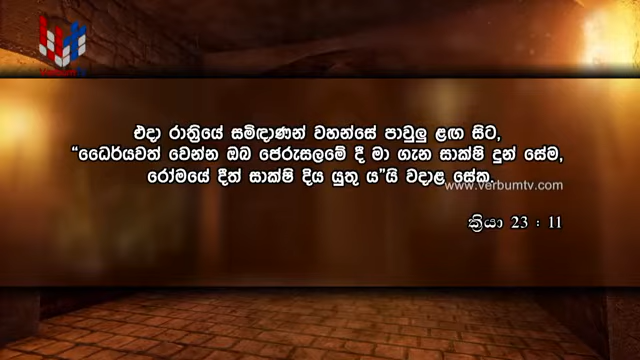 එදා රාත්‍රියේ සමිඳාණන් වහන්සේ පාවුලු ළඟ සිට,
“ධෛර්යවත් වෙන්න ඔබ ජෙරුසලමේ දී මා ගැන සාක්ෂි දුන් සේම,
රෝමයේ දීත් සාක්ෂි දිය යුතු ය”යි වදාළ සේක.
www.verbumtv.com
ක්‍රියා 23 : 11